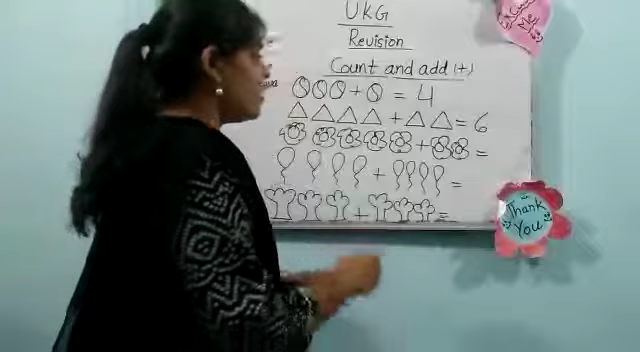 UKG
Revision
Count and add (+)
+ = 4
+ = 6
+ =
+ =
+ =
Thank
You